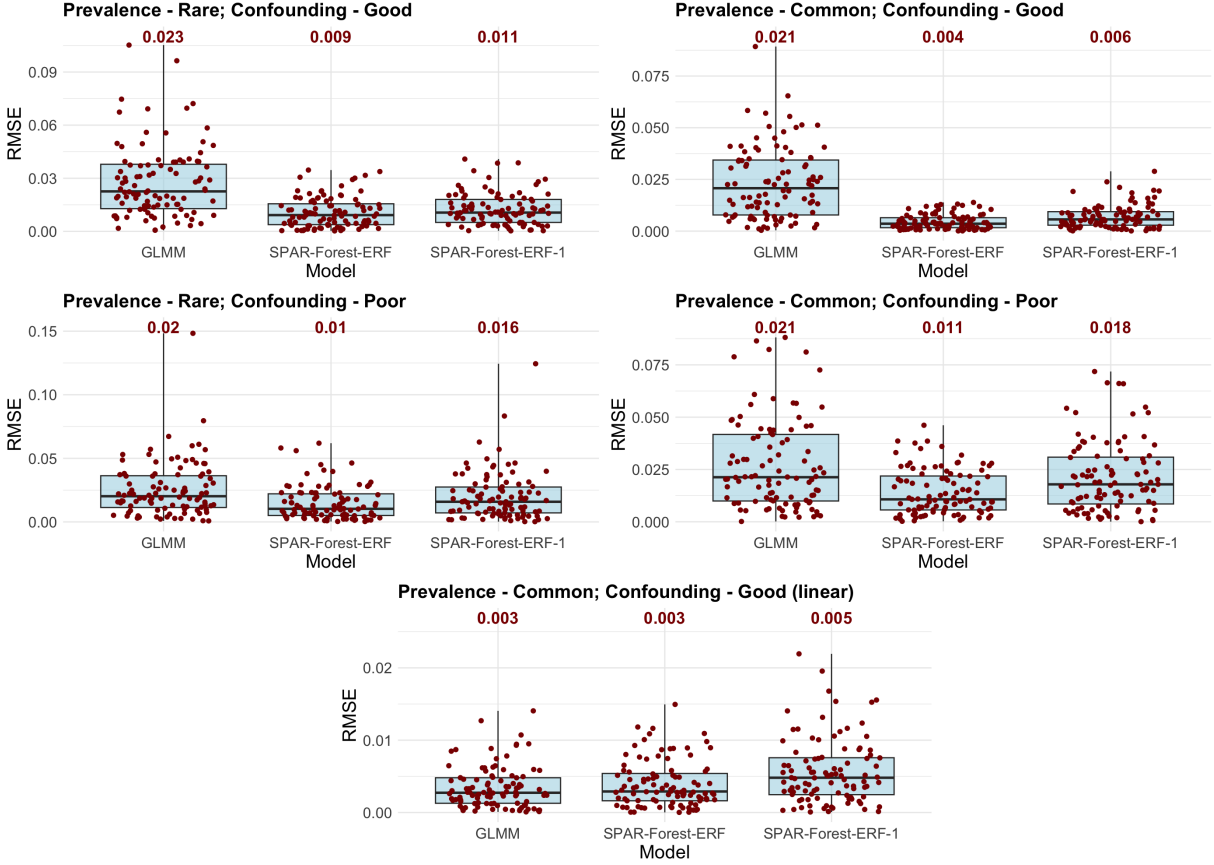 Prevalence - Rare; Confounding - Good
0.023 0.009 0.011
0.09
0.06
0.03
0.00
RMSE
GLMM SPAR-Forest-ERF SPAR-Forest-ERF-1
Model
Prevalence - Common; Confounding - Good
0.021 0.004 0.006
0.075
0.050
0.025
0.000
RMSE
GLMM SPAR-Forest-ERF SPAR-Forest-ERF-1
Model
Prevalence - Rare; Confounding - Poor
0.02 0.01 0.016
0.15
0.10
0.05
0.00
RMSE
GLMM SPAR-Forest-ERF SPAR-Forest-ERF-1
Model
Prevalence - Common; Confounding - Poor
0.021 0.011 0.018
0.075
0.050
0.025
0.000
RMSE
GLMM SPAR-Forest-ERF SPAR-Forest-ERF-1
Model
Prevalence - Common; Confounding - Good (linear)
0.003 0.003 0.005
0.02
0.01
0.00
RMSE
GLMM SPAR-Forest-ERF SPAR-Forest-ERF-1
Model